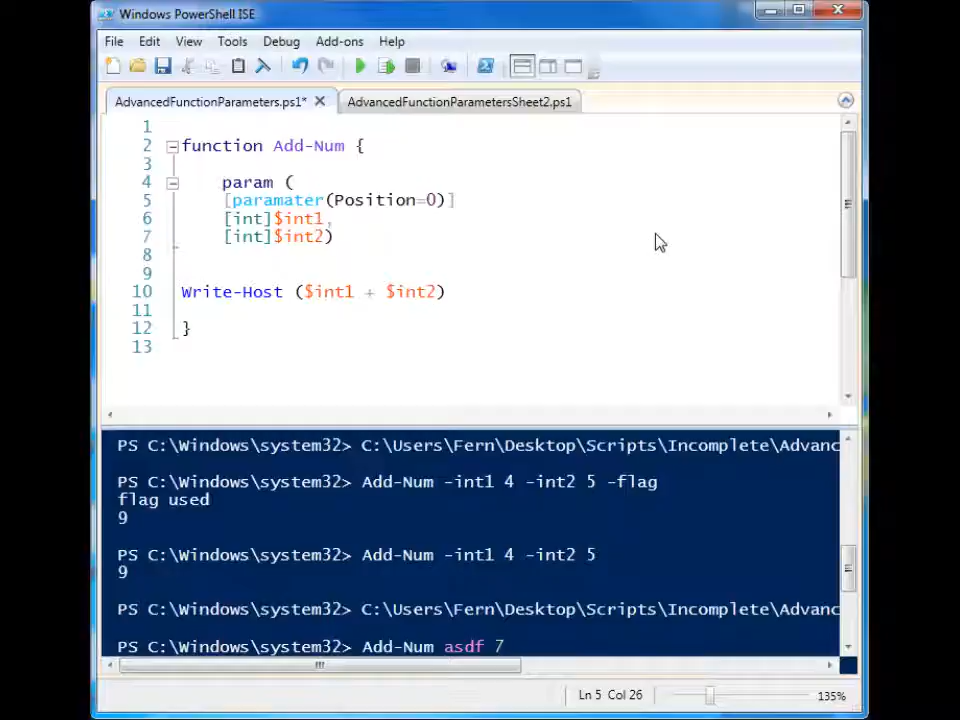 Windows PowerShell ISE
File Edit View Tools Debug Add-ons Help
AdvancedFunctionParameters.ps1* AdvancedFunctionParametersSheet2.ps1
1
2 function Add-Num {
3
4 param (
5 [paramater(Position=0)]
6 [int]$int1,
7 [int]$int2)
8
9
10 Write-Host ($int1 + $int2)
11
12 }
13
PS C:\Windows\system32> C:\Users\Fern\Desktop\Scripts\Incomplete\Advanc
PS C:\Windows\system32> Add-Num -int1 4 -int2 5 -flag
flag used
9
PS C:\Windows\system32> Add-Num -int1 4 -int2 5
9
PS C:\Windows\system32> C:\Users\Fern\Desktop\Scripts\Incomplete\Advanc
PS C:\Windows\system32> Add-Num asdf 7
Ln 5 Col 26 135%